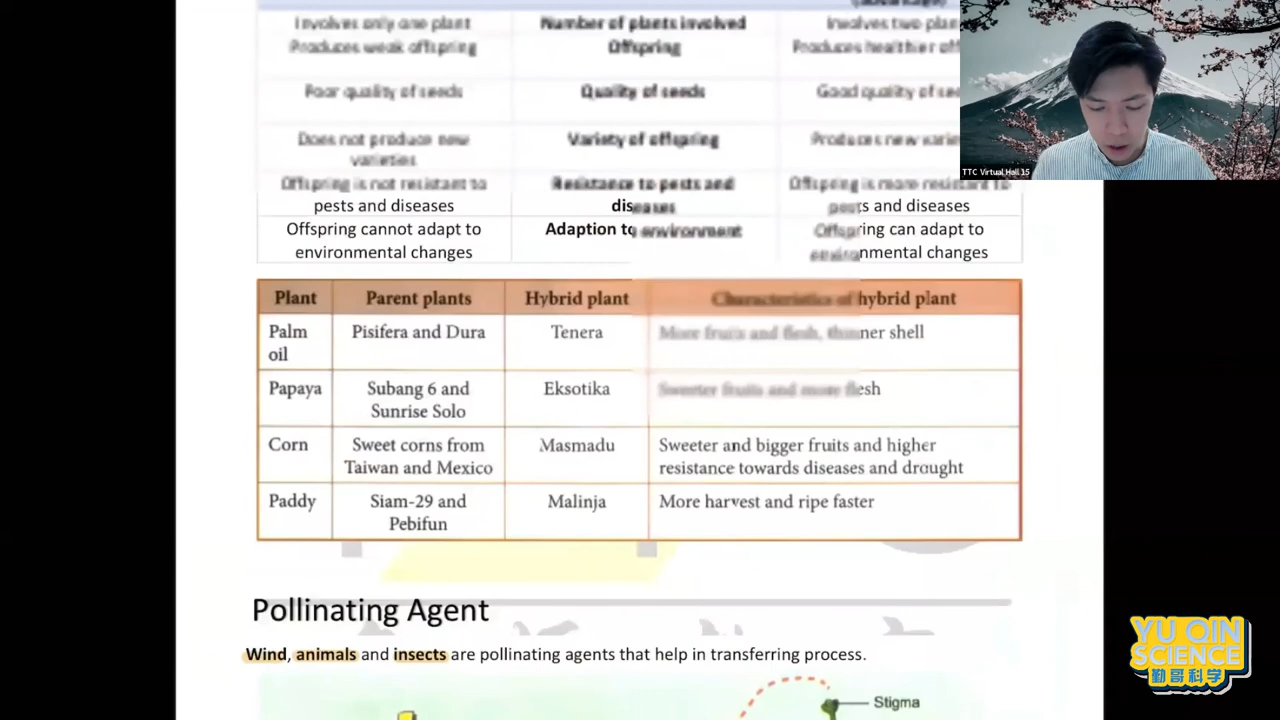 Involves only one plant
Number of plants involved
Involves two
Produces weak offspring
Offspring
Produces healthier
Poor quality of seeds
Quality of seeds
Good quality of
Does not produce new
varieties
Variety of offspring
Produces new
Offspring is not resistant to
pests and diseases
Resistance to pests and
diseases
Offspring is more resistant to
pests and diseases
Offspring cannot adapt to
environmental changes
Adaption to environment
Offspring can adapt to
environmental changes
Plant
Parent plants
Hybrid plant
Characteristics of hybrid plant
Palm
oil
Pisifera and Dura
Tenera
More fruits and flesh, thinner shell
Papaya
Subang 6 and
Sunrise Solo
Eksotika
Sweeter fruits and more flesh
Corn
Sweet corns from
Taiwan and Mexico
Masmadu
Sweeter and bigger fruits and higher
resistance towards diseases and drought
Paddy
Siam-29 and
Pebifun
Malinja
More harvest and ripe faster
Pollinating Agent
Wind, animals and insects are pollinating agents that help in transferring process.
Stigma
TTC Virtual Hall 15
YU QIN
SCIENCE
勤哥科学